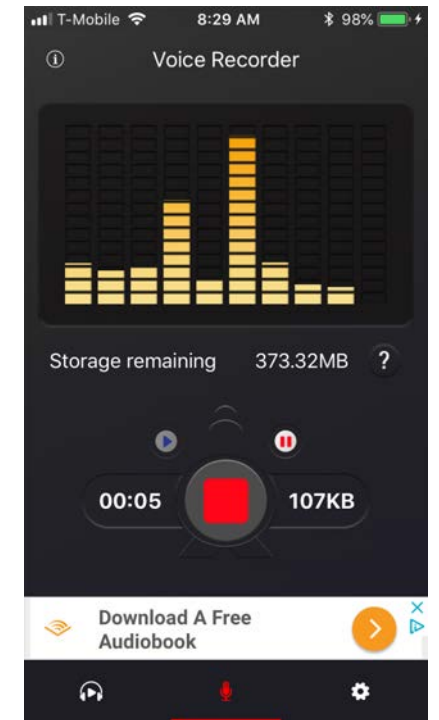 T-Mobile 8:29 AM 98%
Voice Recorder
Storage remaining 373.32MB ?
00:05 107KB
Download A Free
Audiobook